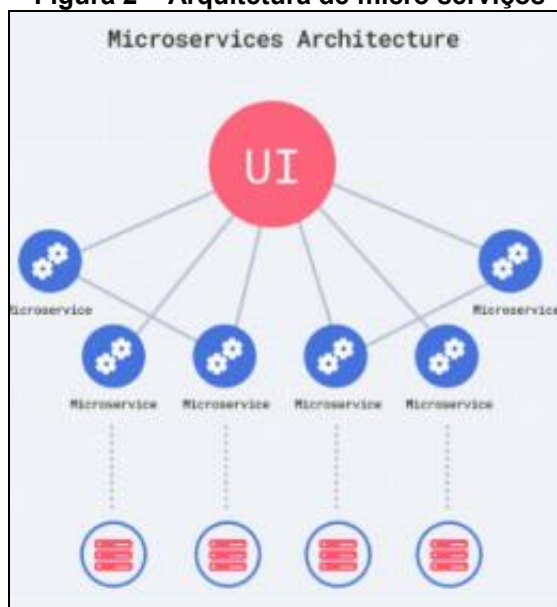 Figura 2 – Arquitetura de micro serviços
Microservices Architecture
UI
Microservice
Microservice
Microservice
Microservice
Microservice
Microservice